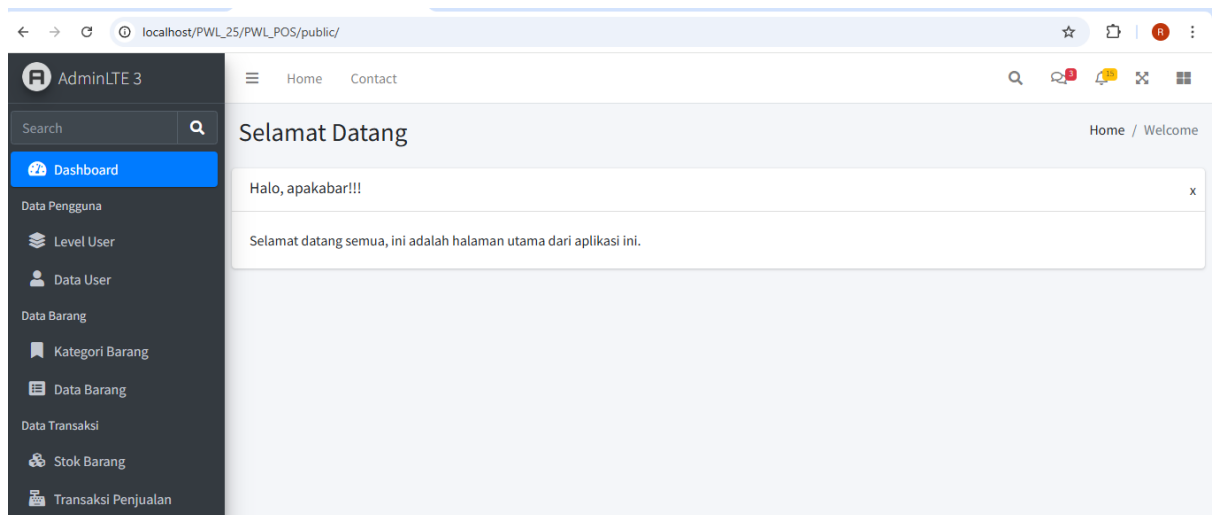 localhost/PWL_25/PWL_POS/public/
R
AdminLTE 3
Home Contact
3
15
Search
Selamat Datang
Home / Welcome
Dashboard
Halo, apakabar!!!
x
Data Pengguna
Level User
Selamat datang semua, ini adalah halaman utama dari aplikasi ini.
Data User
Data Barang
Kategori Barang
Data Barang
Data Transaksi
Stok Barang
Transaksi Penjualan